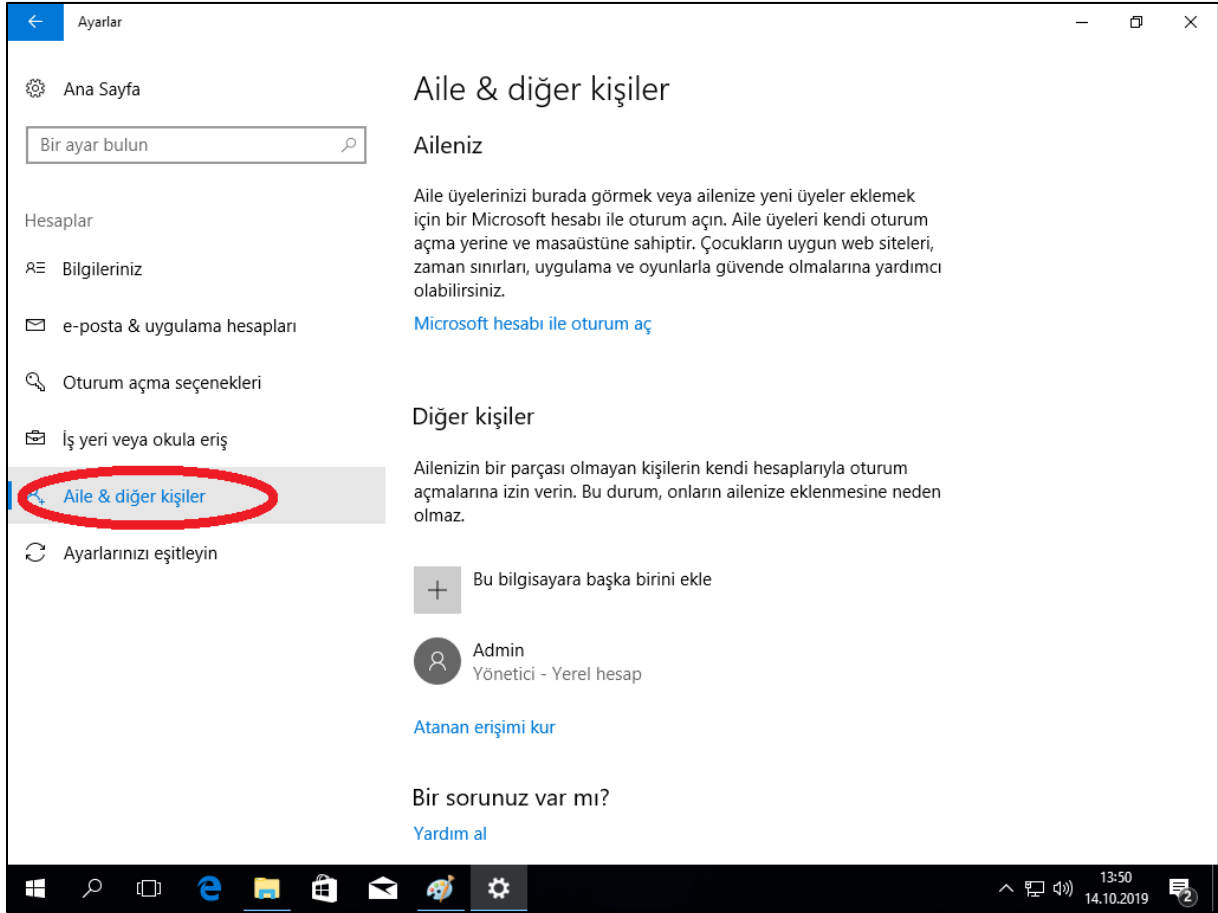 Ayarlar
Ana Sayfa
Bir ayar bulun
Hesaplar
Bilgileriniz
e-posta & uygulama hesapları
Oturum açma seçenekleri
İş yeri veya okula eriş
Aile & diğer kişiler
Ayarlarınızı eşitleyin
Aile & diğer kişiler
Aileniz
Aile üyelerinizi burada görmek veya ailenize yeni üyeler eklemek
için bir Microsoft hesabı ile oturum açın. Aile üyeleri kendi oturum
açma yerine ve masaüstüne sahiptir. Çocukların uygun web siteleri,
zaman sınırları, uygulama ve oyunlarla güvende olmalarına yardımcı
olabilirsiniz.
Microsoft hesabı ile oturum aç
Diğer kişiler
Ailenizin bir parçası olmayan kişilerin kendi hesaplarıyla oturum
açmalarına izin verin. Bu durum, onların ailenize eklenmesine neden
olmaz.
Bu bilgisayara başka birini ekle
Admin
Yönetici - Yerel hesap
Atanan erişimi kur
Bir sorunuz var mı?
Yardım al
13:50
14.10.2019
2